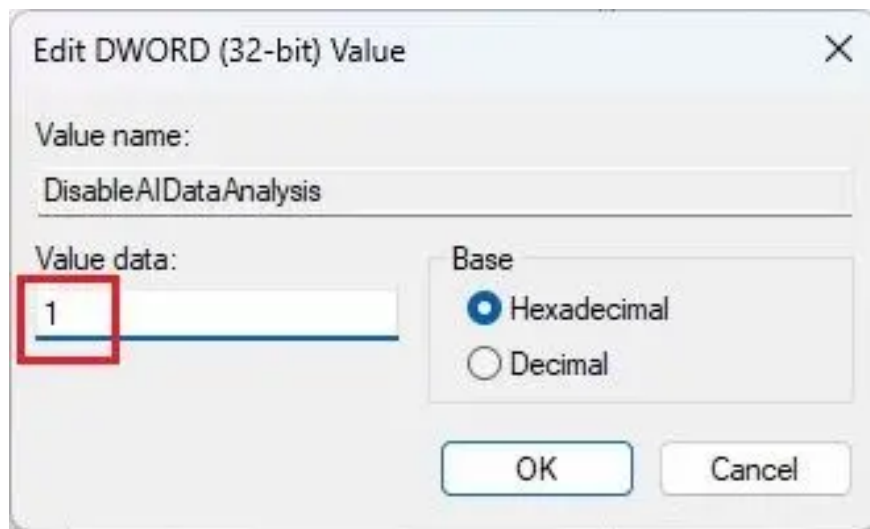 Edit DWORD (32-bit) Value
Value name:
DisableAIDataAnalysis
Value data:
1
Base
Hexadecimal
Decimal
OK
Cancel